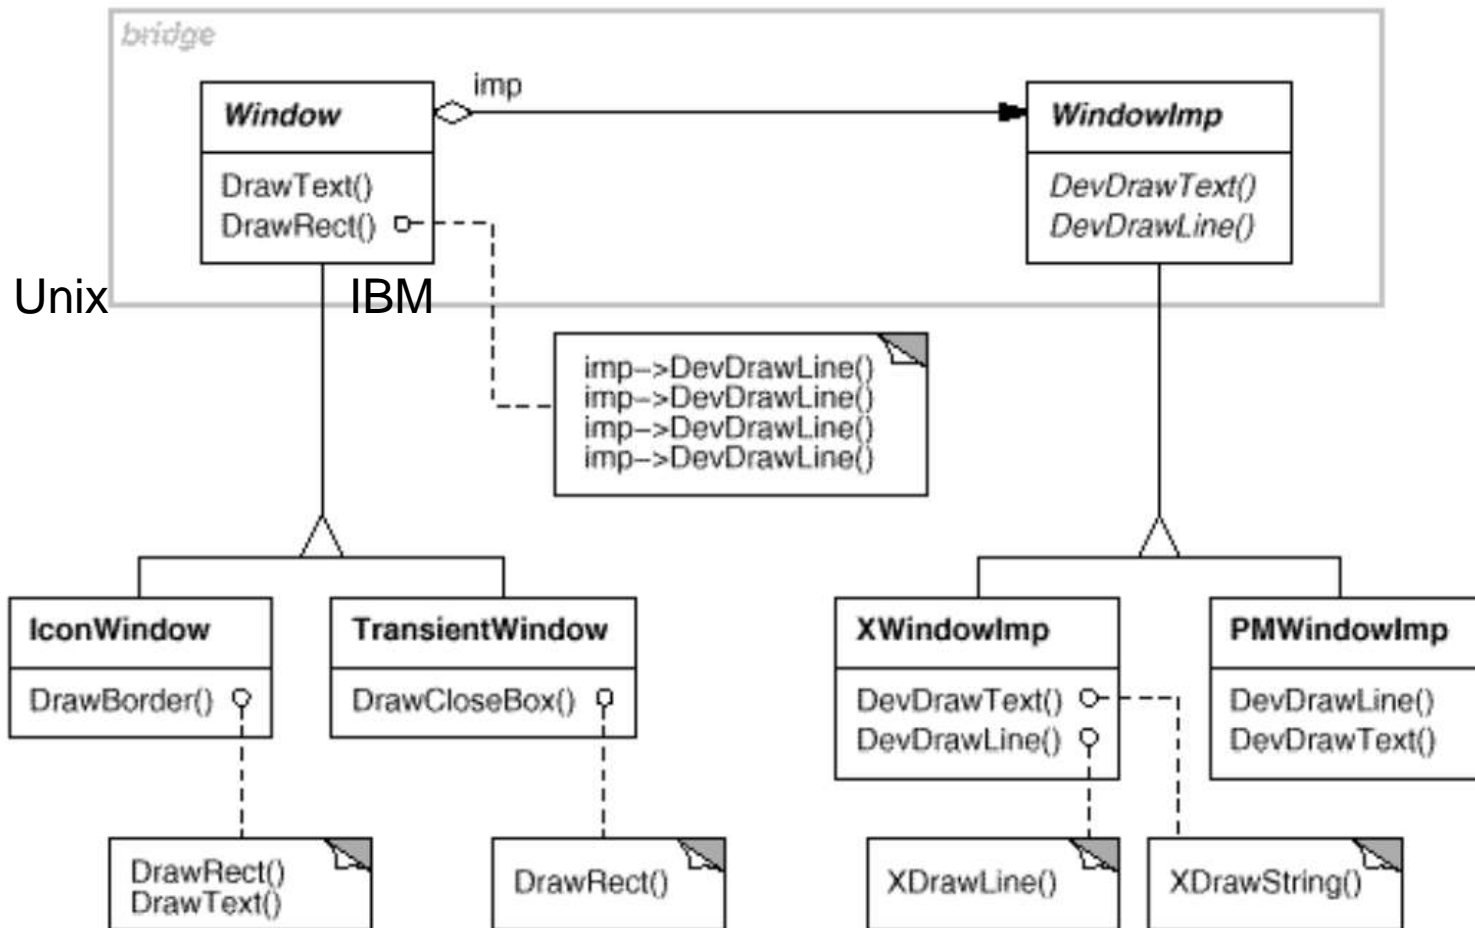 bridge
imp
Window
WindowImp
DrawText()
DrawRect()
DevDrawText()
DevDrawLine()
Unix
IBM
imp->DevDrawLine()
imp->DevDrawLine()
imp->DevDrawLine()
imp->DevDrawLine()
IconWindow
DrawBorder()
TransientWindow
DrawCloseBox()
XWindowImp
DevDrawText()
DevDrawLine()
PMWindowImp
DevDrawLine()
DevDrawText()
DrawRect()
DrawText()
DrawRect()
XDrawLine()
XDrawString()